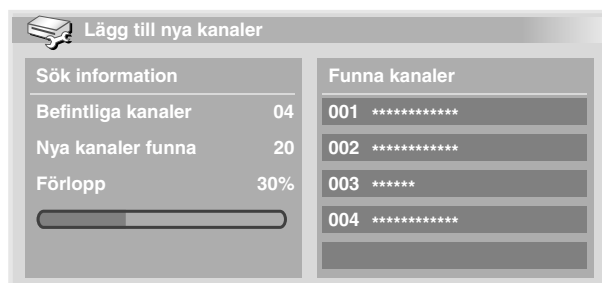 Lägg till nya kanaler
Sök information
Befintliga kanaler 04
Nya kanaler funna 20
Förlopp 30%
Funna kanaler
001 ************
002 ************
003 ******
004 ************